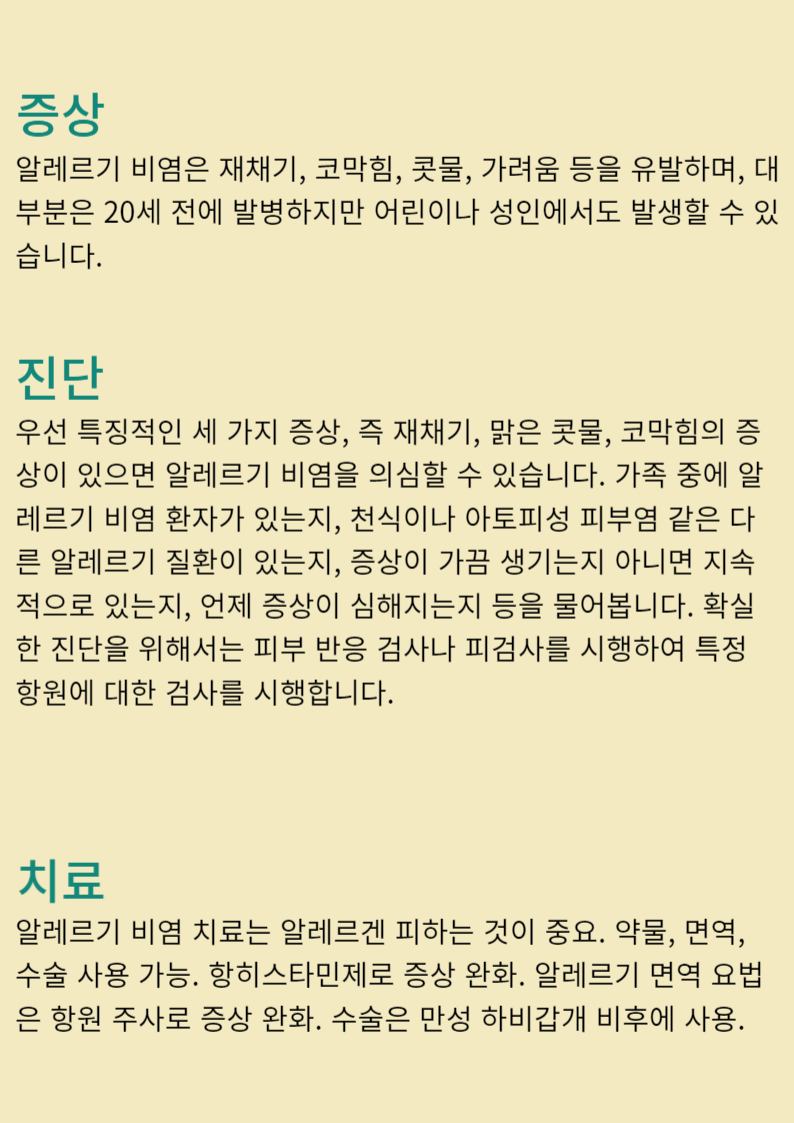 증상
알레르기 비염은 재채기, 코막힘, 콧물, 가려움 등을 유발하며, 대
부분은 20세 전에 발병하지만 어린이나 성인에서도 발생할 수 있
습니다.
진단
우선 특징적인 세 가지 증상, 즉 재채기, 맑은 콧물, 코막힘의 증
상이 있으면 알레르기 비염을 의심할 수 있습니다. 가족 중에 알
레르기 비염 환자가 있는지, 천식이나 아토피성 피부염 같은 다
른 알레르기 질환이 있는지, 증상이 가끔 생기는지 아니면 지속
적으로 있는지, 언제 증상이 심해지는지 등을 물어봅니다. 확실
한 진단을 위해서는 피부 반응 검사나 피검사를 시행하여 특정
항원에 대한 검사를 시행합니다.
치료
알레르기 비염 치료는 알레르겐 피하는 것이 중요. 약물, 면역,
수술 사용 가능. 항히스타민제로 증상 완화. 알레르기 면역 요법
은 항원 주사로 증상 완화. 수술은 만성 하비갑개 비후에 사용.